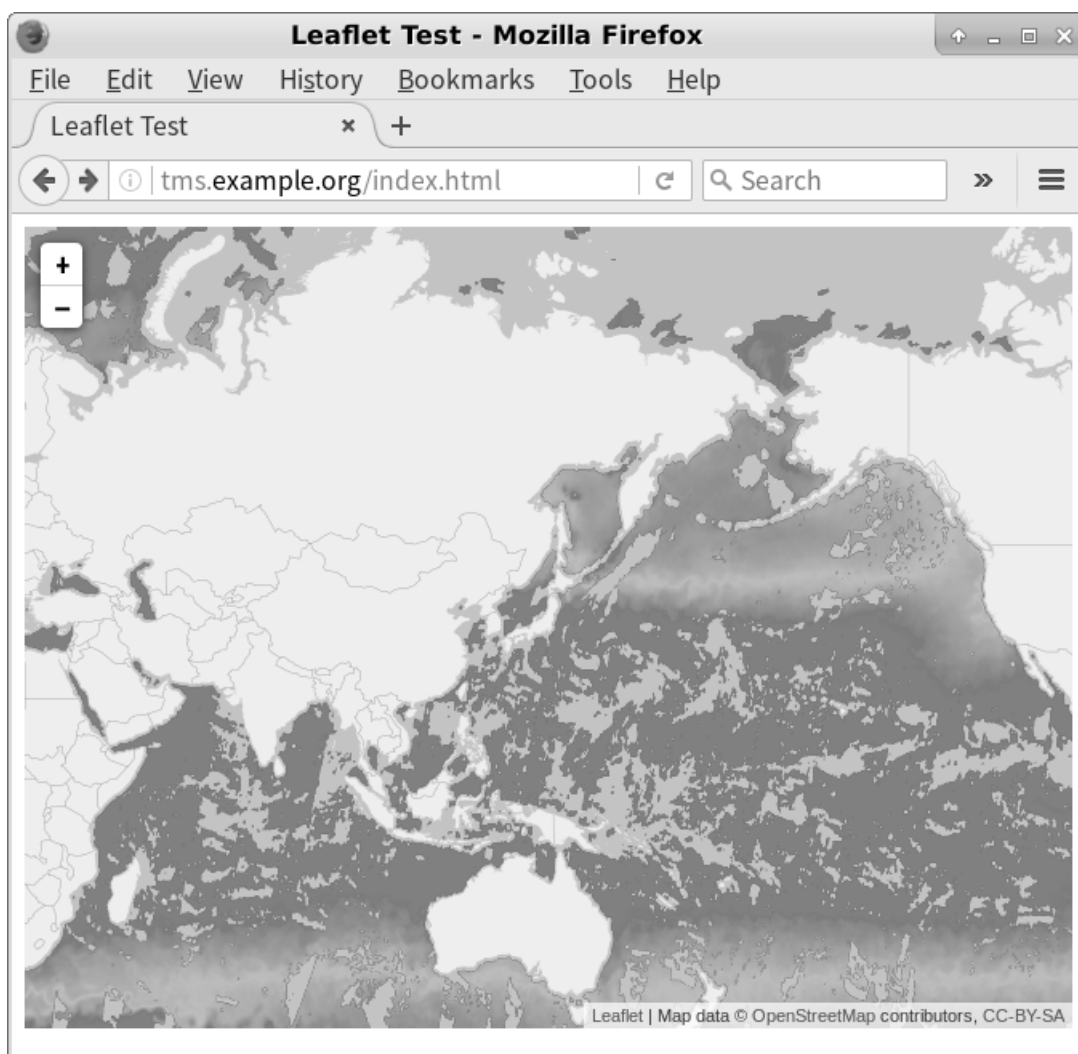 Leaflet Test - Mozilla Firefox
File Edit View History Bookmarks Tools Help
Leaflet Test × +
tms.example.org/index.html Search »
+
−
Leaflet | Map data © OpenStreetMap contributors, CC-BY-SA